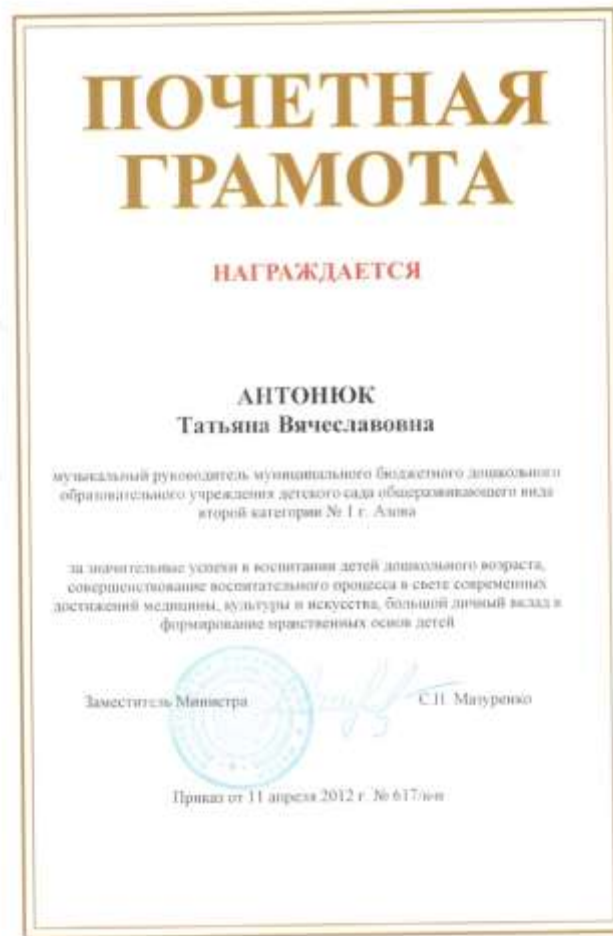 ПОЧЕТНАЯ
ГРАМОТА
НАГРАЖДАЕТСЯ
АНТОНЮК
Татьяна Вячеславовна
музыкальный руководитель муниципального бюджетного дошкольного
образовательного учреждения детского сада общеразвивающего вида
второй категории № 1 г. Азова
за значительные успехи в воспитании детей дошкольного возраста,
совершенствование воспитательного процесса в свете современных
достижений медицины, культуры и искусства, большой личный вклад в
формирование нравственных основ детей
Заместитель Министра С.П. Мазуренко
Приказ от 11 апреля 2012 г. № 617/к-н